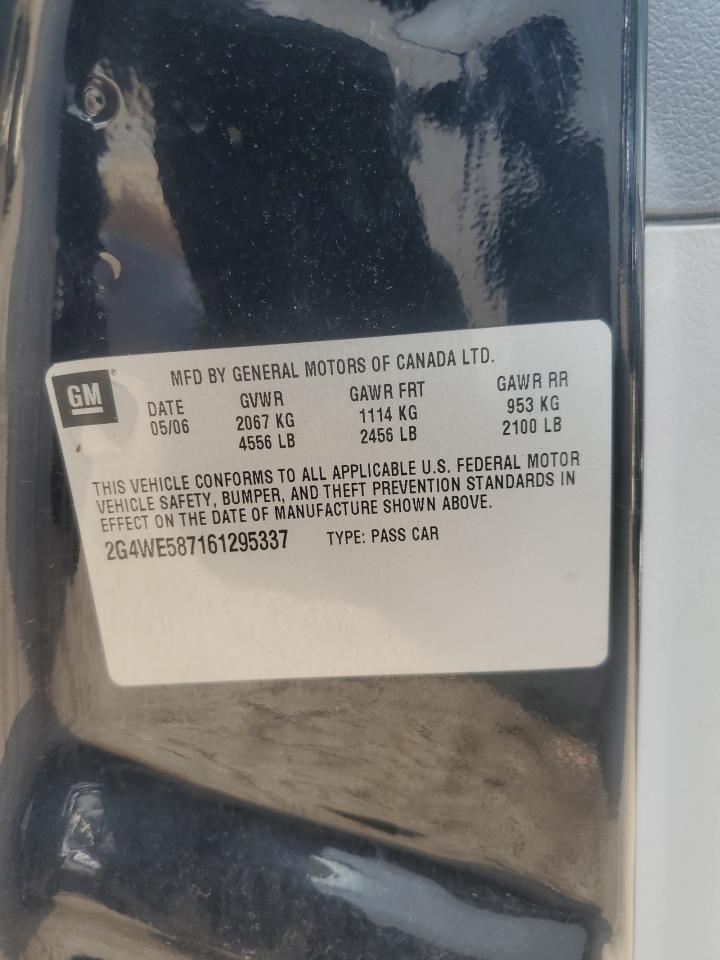 GM
MFD BY GENERAL MOTORS OF CANADA LTD.
DATE GVWR GAWR FRT GAWR RR
05/06 2067 KG 1114 KG 953 KG
4556 LB 2456 LB 2100 LB
THIS VEHICLE CONFORMS TO ALL APPLICABLE U.S. FEDERAL MOTOR
VEHICLE SAFETY, BUMPER, AND THEFT PREVENTION STANDARDS IN
EFFECT ON THE DATE OF MANUFACTURE SHOWN ABOVE.
2G4WE587161295337 TYPE: PASS CAR